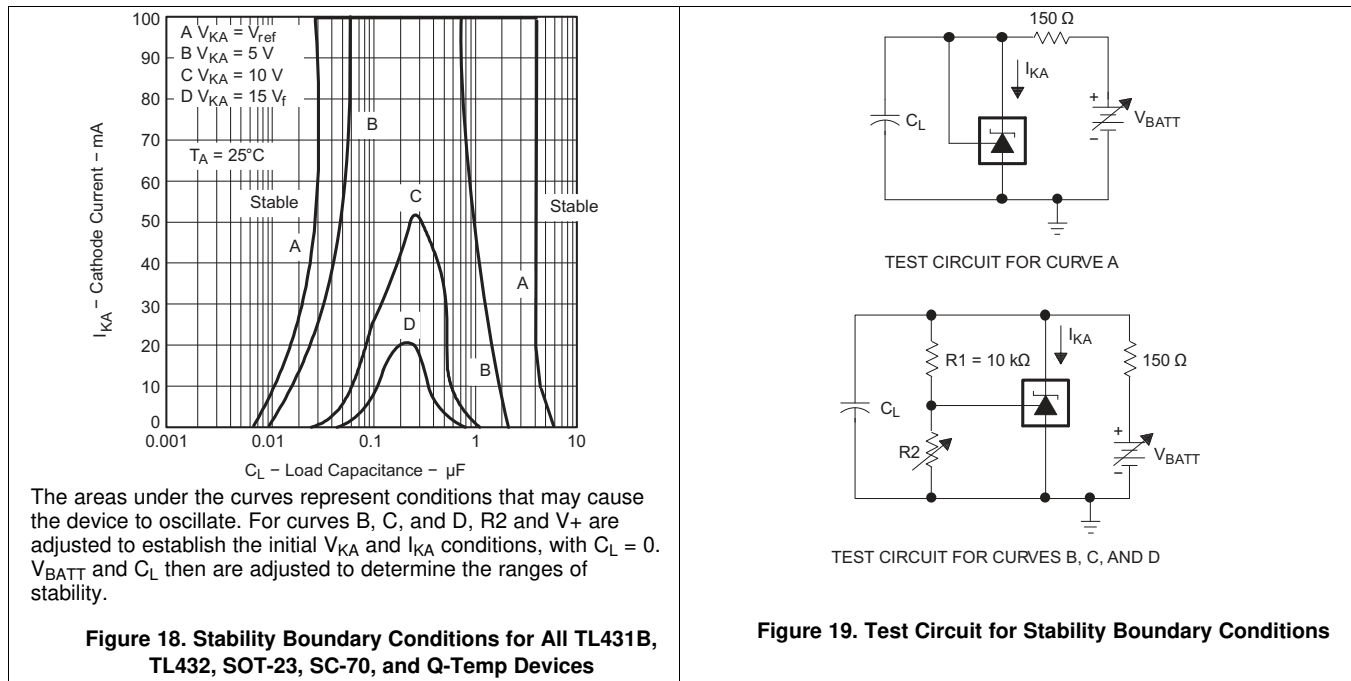 100
90
80
70
60
50
40
30
20
10
0
I_KA – Cathode Current – mA
A V_KA = V_ref
B V_KA = 5 V
C V_KA = 10 V
D V_KA = 15 V_f
T_A = 25°C
B
Stable
C
Stable
A
A
D
B
0.001
0.01
0.1
1
10
C_L – Load Capacitance – µF
The areas under the curves represent conditions that may cause
the device to oscillate. For curves B, C, and D, R2 and V+ are
adjusted to establish the initial V_KA and I_KA conditions, with C_L = 0.
V_BATT and C_L then are adjusted to determine the ranges of
stability.
Figure 18. Stability Boundary Conditions for All TL431B,
TL432, SOT-23, SC-70, and Q-Temp Devices
150 Ω
I_KA
C_L
+
V_BATT
–
TEST CIRCUIT FOR CURVE A
I_KA
R1 = 10 kΩ
150 Ω
C_L
R2
+
V_BATT
–
TEST CIRCUIT FOR CURVES B, C, AND D
Figure 19. Test Circuit for Stability Boundary Conditions